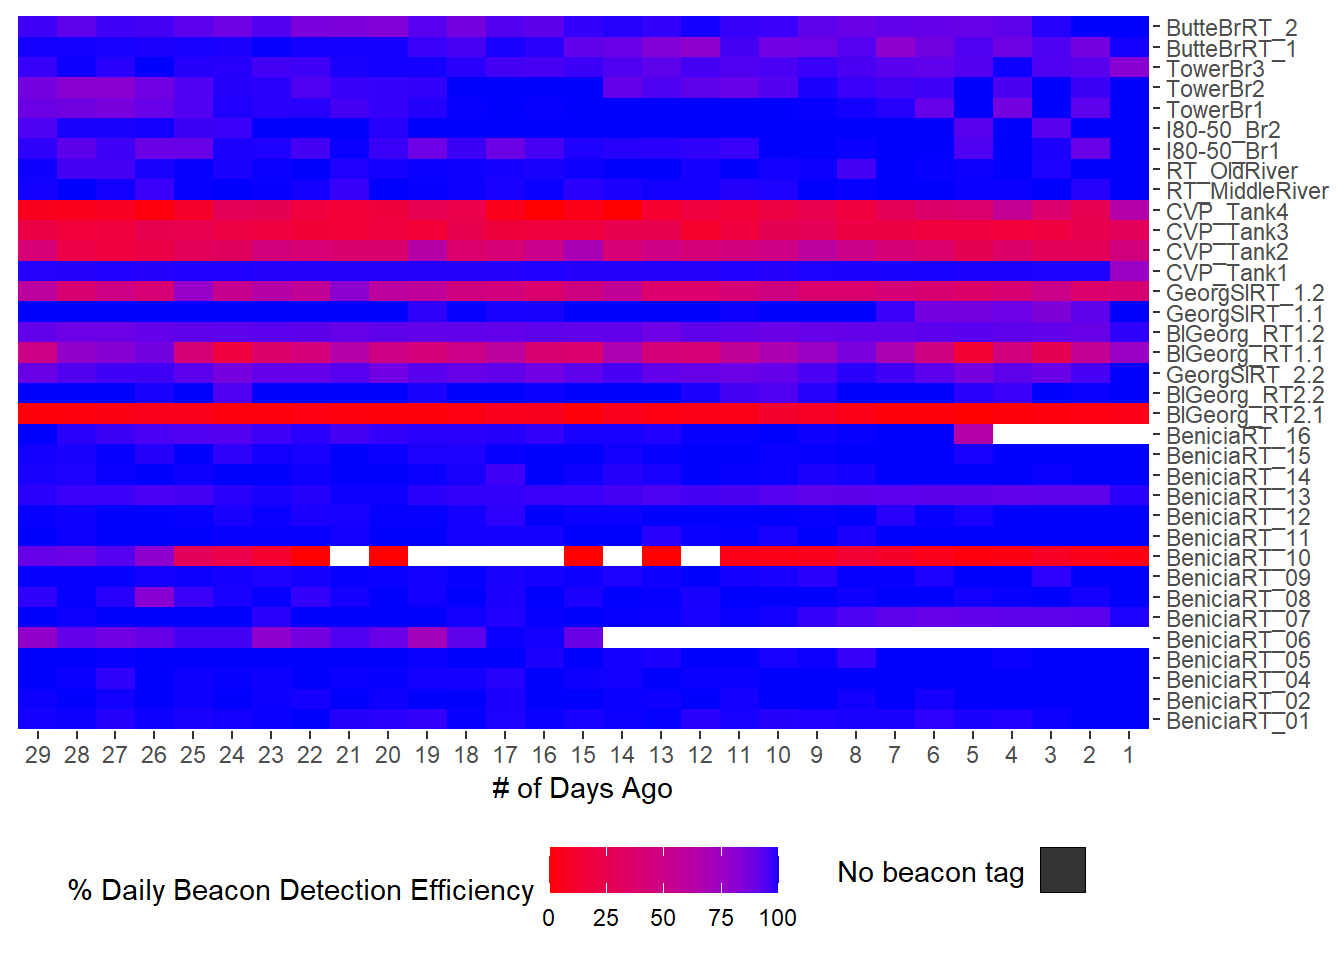 ButteBrRT_2
ButteBrRT_1
TowerBr3
TowerBr2
TowerBr1
I80-50_Br2
I80-50_Br1
RT_OldRiver
RT_MiddleRiver
CVP_Tank4
CVP_Tank3
CVP_Tank2
CVP_Tank1
GeorgSlRT_1.2
GeorgSlRT_1.1
BlGeorg_RT1.2
BlGeorg_RT1.1
GeorgSlRT_2.2
BlGeorg_RT2.2
BlGeorg_RT2.1
BeniciaRT_16
BeniciaRT_15
BeniciaRT_14
BeniciaRT_13
BeniciaRT_12
BeniciaRT_11
BeniciaRT_10
BeniciaRT_09
BeniciaRT_08
BeniciaRT_07
BeniciaRT_06
BeniciaRT_05
BeniciaRT_04
BeniciaRT_02
BeniciaRT_01
29 28 27 26 25 24 23 22 21 20 19 18 17 16 15 14 13 12 11 10 9 8 7 6 5 4 3 2 1
# of Days Ago
% Daily Beacon Detection Efficiency
0 25 50 75 100
No beacon tag